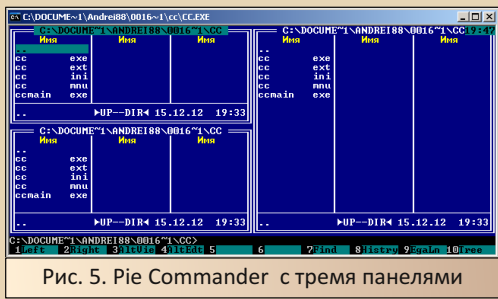 C:\DOCUME~1\Andrei88\0016~1\cc\CC.EXE
C:\DOCUME~1\ANDREI88\0016~1\CC
Имя Имя Имя
..
cc exe
cc ext
cc ini
cc mnu
ccmain exe
.. ►UP--DIR◄ 15.12.12 19:33
C:\DOCUM~1\ANDREI88\0016~1\CC
Имя Имя Имя
..
cc exe
cc ext
cc ini
cc mnu
ccmain exe
.. ►UP--DIR◄ 15.12.12 19:33
C:\DOCUME~1\ANDREI88\0016~1\CC 19:47
Имя Имя Имя
..
cc exe
cc ext
cc ini
cc mnu
ccmain exe
.. ►UP--DIR◄ 15.12.12 19:33
C:\DOCUME~1\ANDREI88\0016~1\CC>
1Left 2Right 3AltVie 4AltEdt 5 6 7Find 8Histry 9EgaLn 10Tree
Рис. 5. Pie Commander с тремя панелями